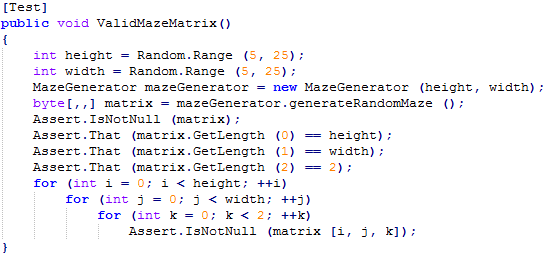 [Test]
public void ValidMazeMatrix()
{
    int height = Random.Range (5, 25);
    int width = Random.Range (5, 25);
    MazeGenerator mazeGenerator = new MazeGenerator (height, width);
    byte[,,] matrix = mazeGenerator.generateRandomMaze ();
    Assert.IsNotNull (matrix);
    Assert.That (matrix.GetLength (0) == height);
    Assert.That (matrix.GetLength (1) == width);
    Assert.That (matrix.GetLength (2) == 2);
    for (int i = 0; i < height; ++i)
        for (int j = 0; j < width; ++j)
            for (int k = 0; k < 2; ++k)
                Assert.IsNotNull (matrix [i, j, k]);
}